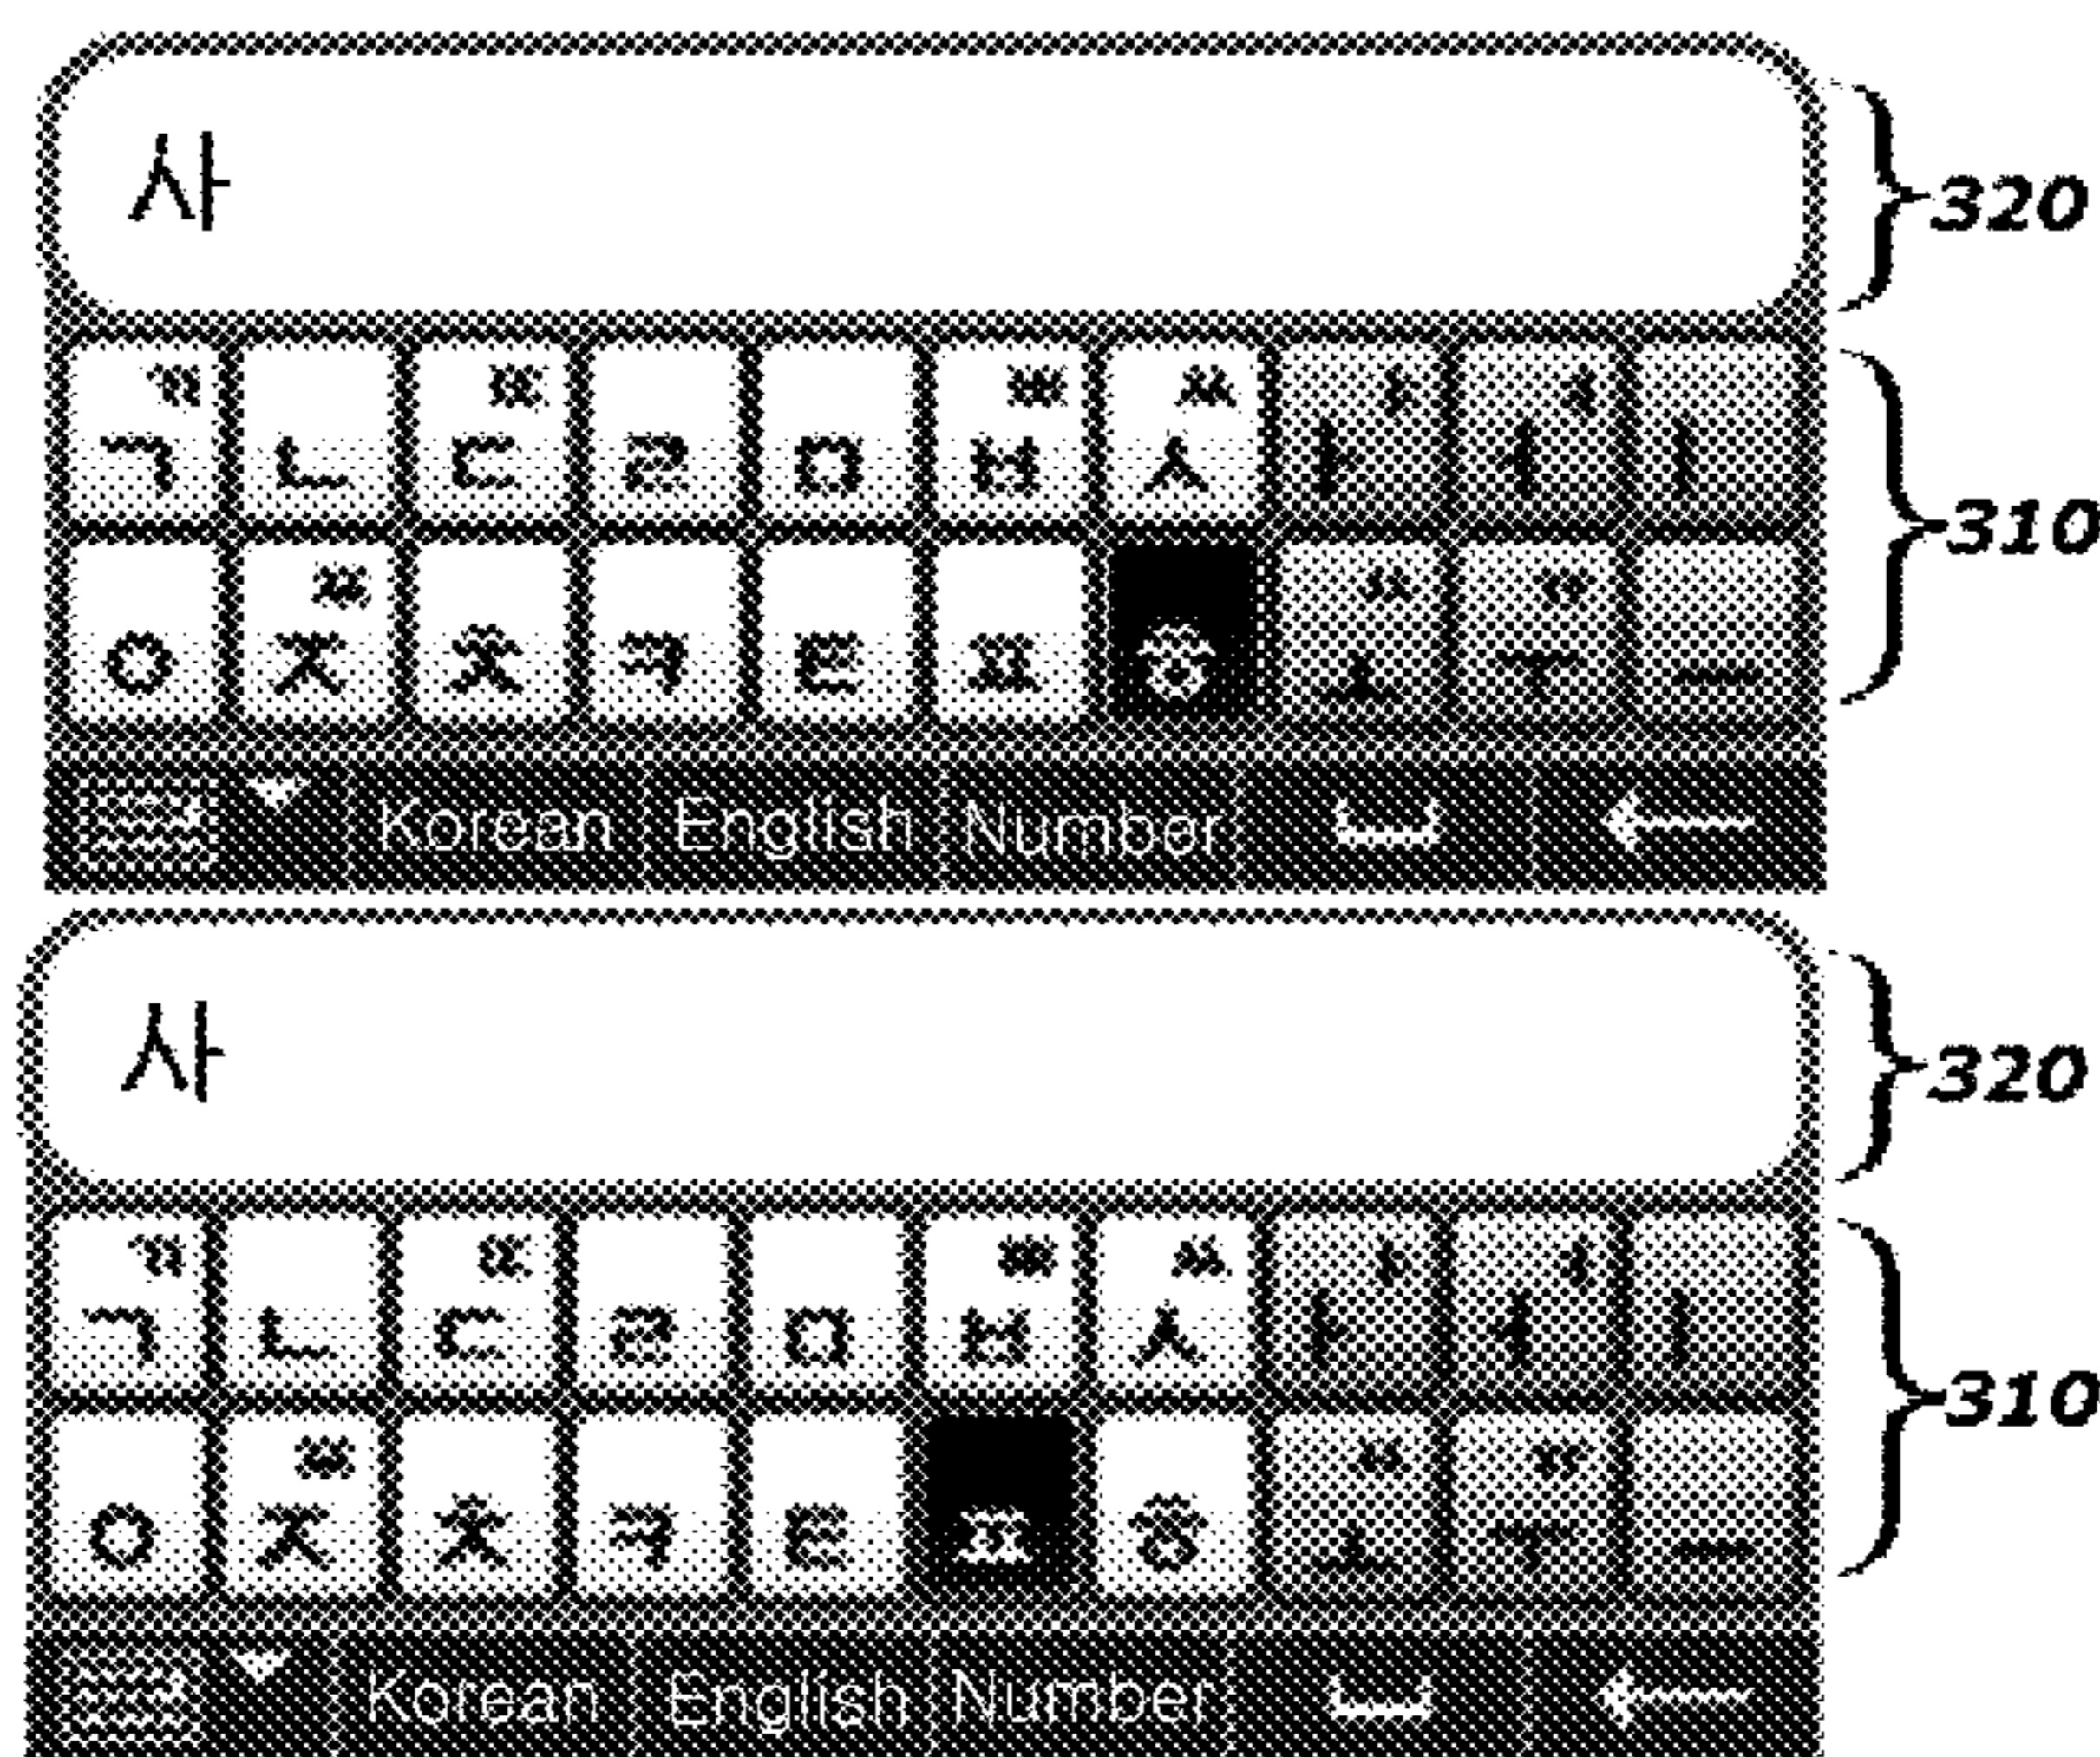 사
320
ㄲ ㄸ ㅃ ㅆ ㅑ ㅕ
ㄱ ㄴ ㄷ ㄹ ㅁ ㅂ ㅅ ㅏ ㅓ ㅣ
310
ㅉ ㅛ ㅠ
ㅇ ㅈ ㅊ ㅋ ㅌ ㅍ ㅎ ㅗ ㅜ ㅡ
Korean English Number
사
320
ㄲ ㄸ ㅃ ㅆ ㅑ ㅕ
ㄱ ㄴ ㄷ ㄹ ㅁ ㅂ ㅅ ㅏ ㅓ ㅣ
310
ㅉ ㅛ ㅠ
ㅇ ㅈ ㅊ ㅋ ㅌ ㅍ ㅎ ㅗ ㅜ ㅡ
Korean English Number